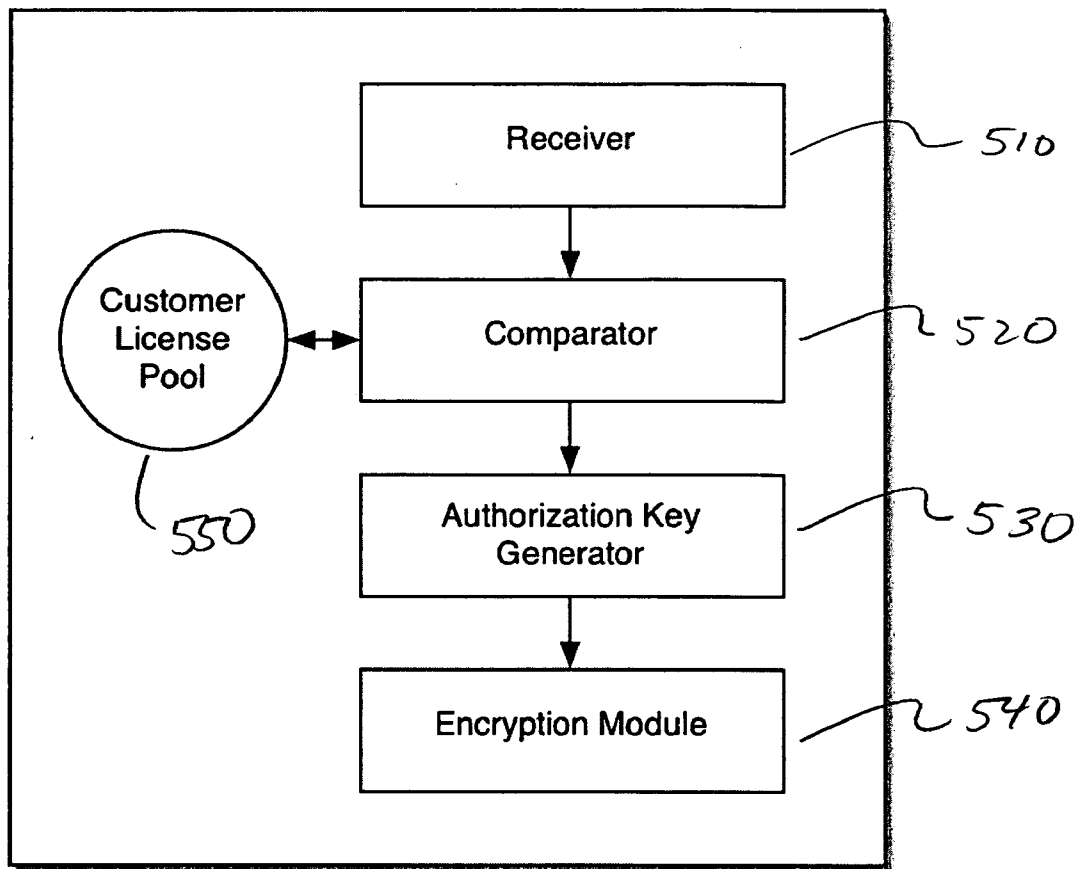 Receiver
510
Customer
License
Pool
Comparator
520
550
Authorization Key
Generator
530
Encryption Module
540